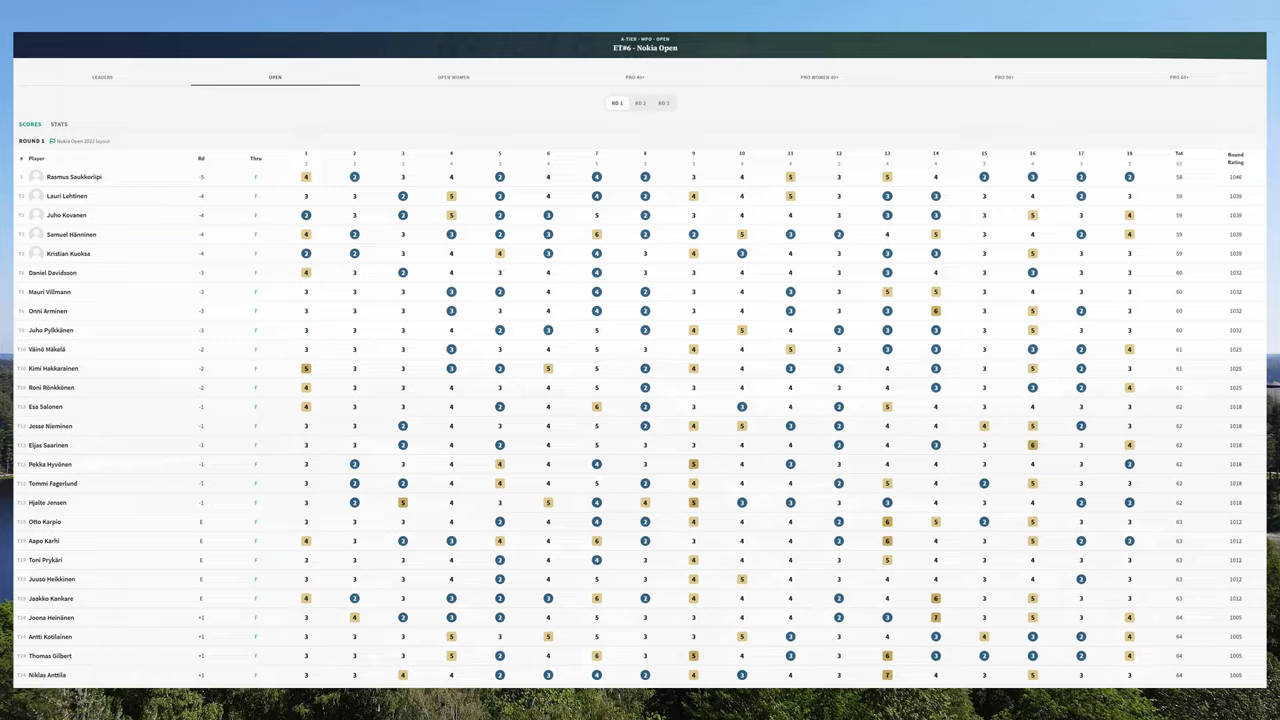 A-TIER • MPO • OPEN
ET#6 - Nokia Open
LEADERS OPEN OPEN WOMEN PRO 40+ PRO WOMEN 40+ PRO 50+ PRO 60+
RD 1 RD 2 RD 3
SCORES STATS
ROUND 1 Nokia Open 2022 layout
# Player Rd Thru 1 2 3 4 5 6 7 8 9 10 11 12 13 14 15 16 17 18 Tot Round Rating
3 3 3 4 3 4 5 3 3 4 4 3 4 4 3 4 3 3 63
1 Rasmus Saukkoriipi -5 F 4 2 3 4 2 4 4 2 3 4 5 3 5 4 2 3 2 2 58 1046
T2 Lauri Lehtinen -4 F 3 3 2 5 2 4 4 2 4 4 5 3 3 3 3 4 2 3 59 1039
T2 Juho Kovanen -4 F 2 3 2 5 2 3 5 2 3 4 4 3 3 3 3 5 3 4 59 1039
T2 Samuel Hänninen -4 F 4 2 3 3 2 3 6 2 2 5 3 2 4 5 3 4 2 4 59 1039
T2 Kristian Kuoksa -4 F 2 2 3 4 4 3 4 3 4 3 4 3 3 3 3 5 3 3 59 1039
T6 Daniel Davidsson -3 F 4 3 2 4 3 4 4 3 3 4 4 3 3 4 3 3 3 3 60 1032
T6 Mauri Villmann -3 F 3 3 3 3 2 4 4 2 3 4 3 3 5 5 3 4 3 3 60 1032
T6 Onni Arminen -3 F 3 3 3 3 3 4 4 2 3 4 3 3 3 6 3 5 2 3 60 1032
T6 Juho Pylkkänen -3 F 3 3 3 4 2 3 5 2 4 5 4 2 3 3 3 5 3 3 60 1032
T10 Väinö Mäkelä -2 F 3 3 3 3 3 4 5 3 4 4 5 3 3 3 3 3 2 4 61 1025
T10 Kimi Hakkarainen -2 F 5 3 3 3 2 5 5 2 4 4 3 2 4 3 3 5 2 3 61 1025
T10 Roni Rönkkönen -2 F 4 3 3 4 3 4 5 2 3 4 4 3 4 3 3 3 2 4 61 1025
T13 Esa Salonen -1 F 4 3 3 4 2 4 6 2 3 3 4 2 5 4 3 4 3 3 62 1018
T13 Jesse Nieminen -1 F 3 3 2 4 3 4 5 2 4 5 3 2 4 4 4 5 2 3 62 1018
T13 Eljas Saarinen -1 F 3 3 2 4 2 4 5 3 3 4 4 2 4 3 3 6 3 4 62 1018
T13 Pekka Hyvönen -1 F 3 2 3 4 4 4 4 3 5 4 3 3 4 4 3 4 3 2 62 1018
T13 Tommi Fagerlund -1 F 3 2 2 4 4 4 5 2 4 4 4 2 5 4 2 5 3 3 62 1018
T13 Hjalte Jensen -1 F 3 2 5 4 3 5 4 4 5 3 3 3 3 4 3 4 2 2 62 1018
T19 Otto Karpio E F 3 3 3 4 2 4 4 2 4 4 4 2 6 5 2 5 3 3 63 1012
T19 Aapo Karhi E F 4 3 2 3 4 4 6 2 3 4 4 2 6 4 3 5 2 2 63 1012
T19 Toni Prykäri E F 3 3 3 4 2 4 4 3 4 4 4 3 5 4 3 4 3 3 63 1012
T19 Juuso Heikkinen E F 3 3 3 4 2 4 5 3 4 5 4 3 4 4 3 4 2 3 63 1012
T19 Jaakko Kankare E F 4 2 3 3 2 3 6 2 4 4 4 2 4 6 3 5 3 3 63 1012
T24 Joona Heinänen +1 F 3 4 2 3 2 4 5 3 3 4 4 2 3 7 3 5 3 4 64 1005
T24 Antti Kotilainen +1 F 3 3 3 5 3 5 5 3 3 5 3 3 4 3 4 3 2 4 64 1005
T24 Thomas Gilbert +1 F 3 3 3 5 2 4 6 3 5 4 3 3 6 3 2 3 2 4 64 1005
T24 Niklas Anttila +1 F 3 3 4 4 2 3 4 2 4 3 4 3 7 4 3 5 3 3 64 1005